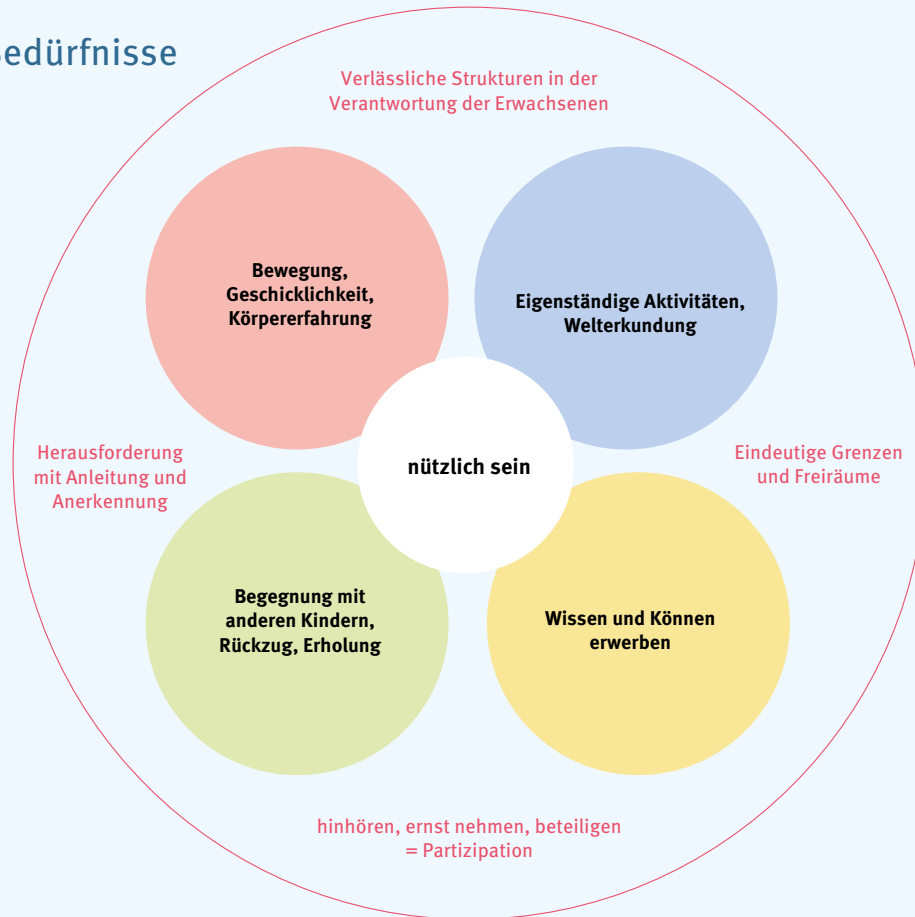 Bedürfnisse
Verlässliche Strukturen in der
Verantwortung der Erwachsenen
Bewegung,
Geschicklichkeit,
Körpererfahrung
Eigenständige Aktivitäten,
Welterkundung
Herausforderung
mit Anleitung und
Anerkennung
nützlich sein
Eindeutige Grenzen
und Freiräume
Begegnung mit
anderen Kindern,
Rückzug, Erholung
Wissen und Können
erwerben
hinhören, ernst nehmen, beteiligen
= Partizipation